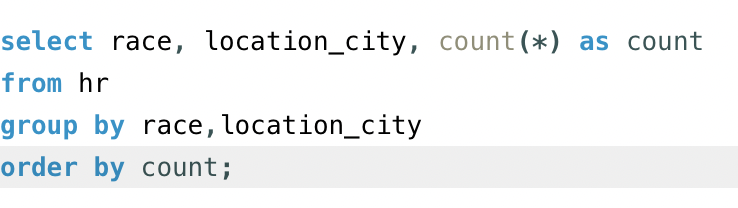 select race, location_city, count(*) as count
from hr
group by race,location_city
order by count;